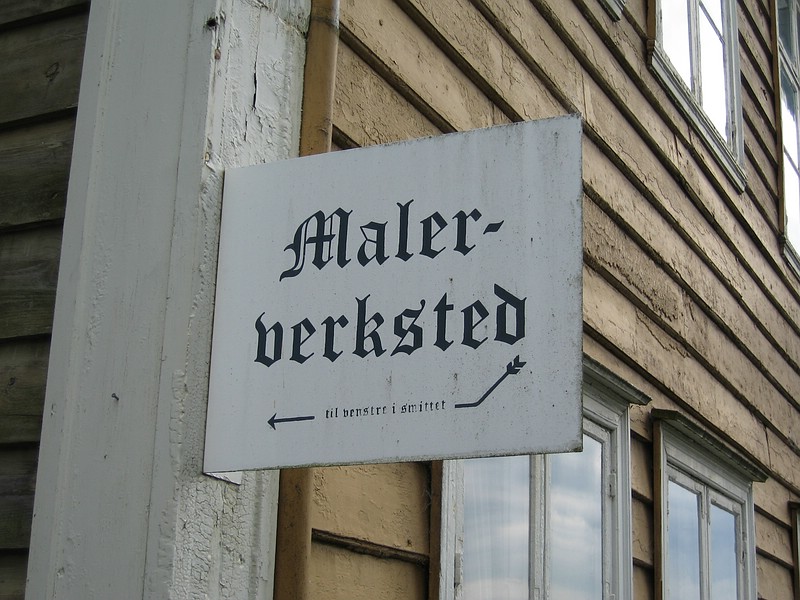 Maler-
verksted
til venstre i smittet